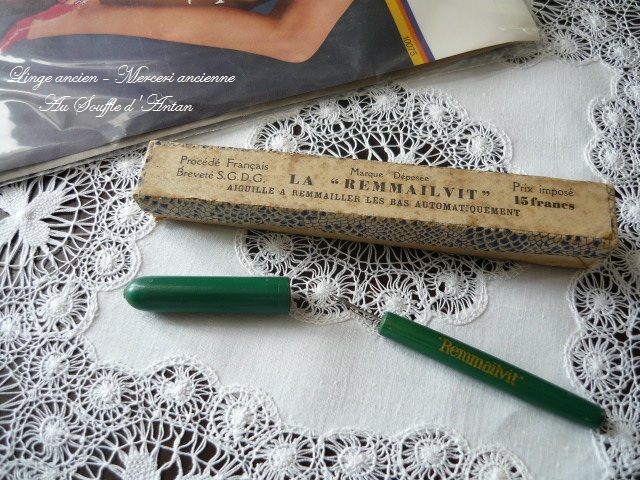 10075
Linge ancien - Merceri ancienne
Au Souffle d'Antan
Procédé Français
Breveté S.G.D.G.
Marque Déposée
LA "REMMAILVIT"
Prix imposé
15 francs
AIGUILLE A REMMAILLER LES BAS AUTOMATIQUEMENT
"Remmailvit"